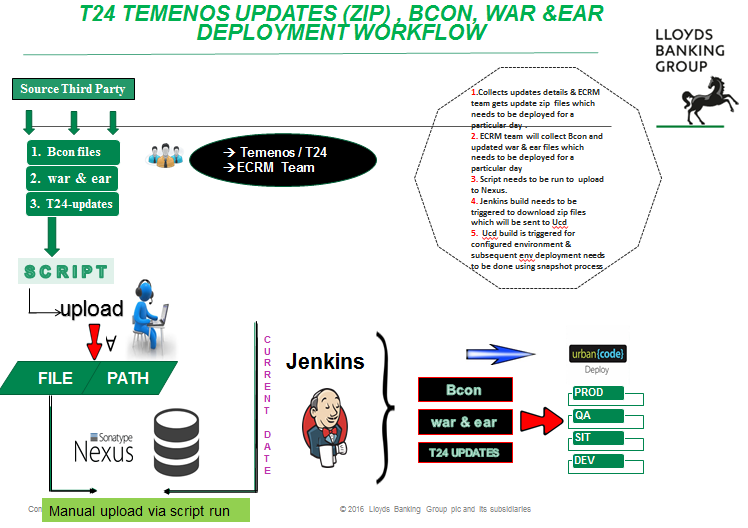 T24 TEMENOS UPDATES (ZIP) , BCON, WAR &EAR
DEPLOYMENT WORKFLOW
LLOYDS
BANKING
GROUP
Source Third Party
1. Bcon files
2. war & ear
3. T24-updates
→ Temenos / T24
→ECRM Team
1.Collects updates details & ECRM
team gets update zip files which
needs to be deployed for a
particular day .
2. ECRM team will collect Bcon and
updated war & ear files which
needs to be deployed for a
particular day
3. Script needs to be run to upload
to Nexus.
4. Jenkins build needs to be
triggered to download zip files
which will be sent to Ucd
5. Ucd build is triggered for
configured environment &
subsequent env deployment needs
to be done using snapshot process
SCRIPT
upload
∀
FILE PATH
Sonatype
Nexus
CURRENT DATE
Jenkins
Bcon
war & ear
T24 UPDATES
urban{code}
Deploy
PROD
QA
SIT
DEV
Con
Manual upload via script run
© 2016 Lloyds Banking Group plc and its subsidiaries